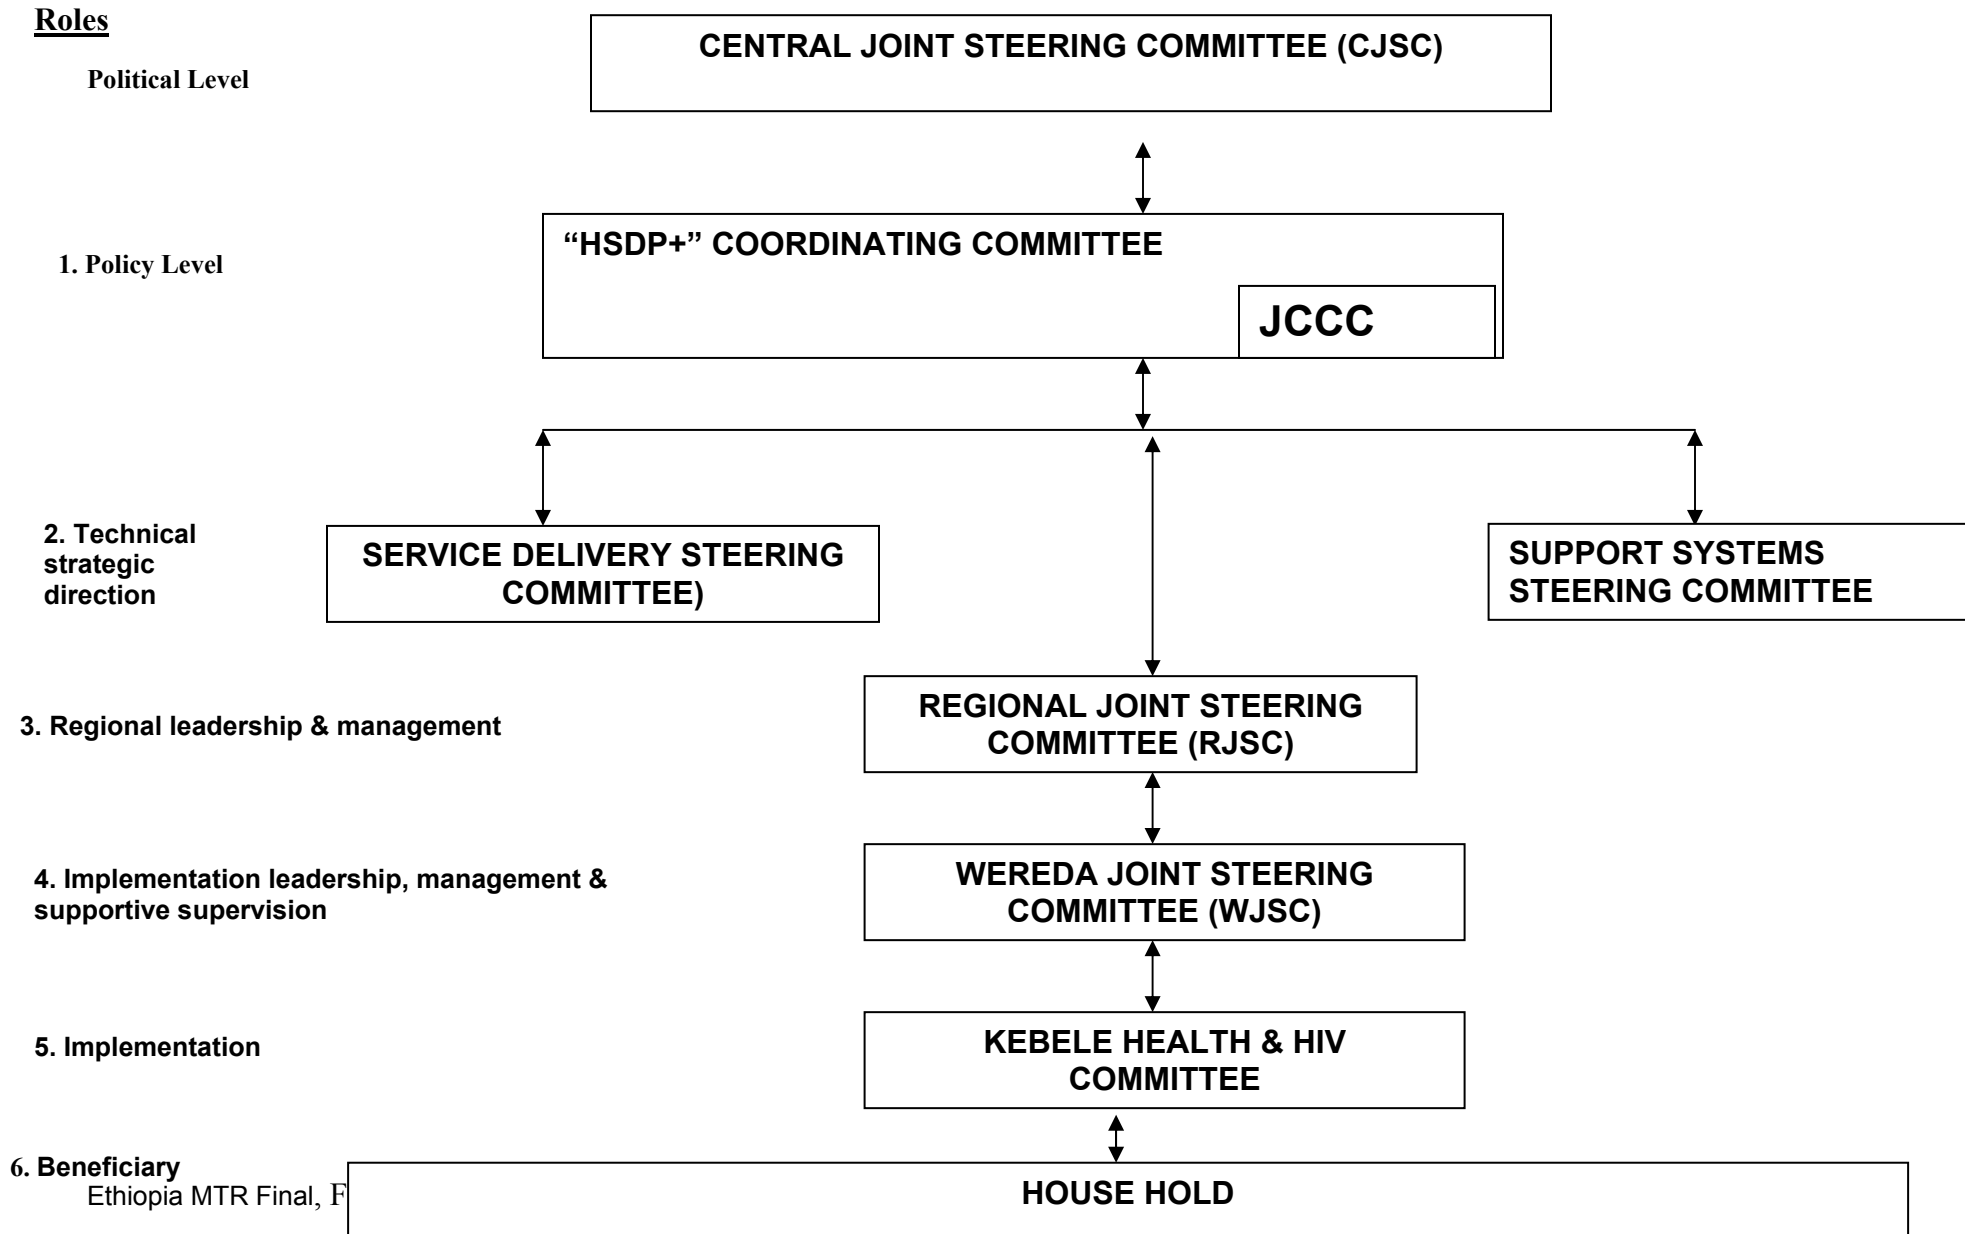 Roles
CENTRAL JOINT STEERING COMMITTEE (CJSC)
Political Level
“HSDP+” COORDINATING COMMITTEE
1. Policy Level
JCCC
2. Technical
strategic
direction
SERVICE DELIVERY STEERING
COMMITTEE)
SUPPORT SYSTEMS
STEERING COMMITTEE
3. Regional leadership & management
REGIONAL JOINT STEERING
COMMITTEE (RJSC)
4. Implementation leadership, management &
supportive supervision
WEREDA JOINT STEERING
COMMITTEE (WJSC)
5. Implementation
KEBELE HEALTH & HIV
COMMITTEE
6. Beneficiary
Ethiopia MTR Final, F
HOUSE HOLD